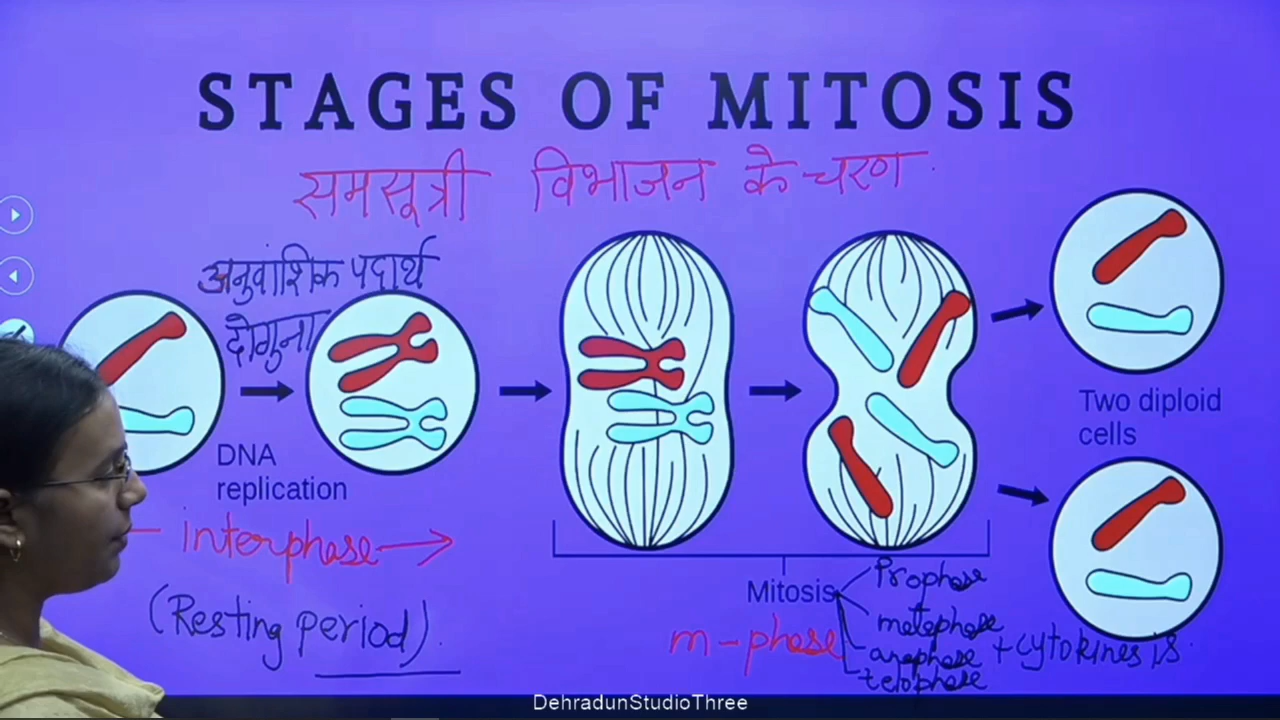 STAGES OF MITOSIS
समसूत्री विभाजन के चरण.
अनुवांशिक पदार्थ
दोगुना
DNA
replication
interphase
(Resting period).
Mitosis
Prophase
metaphase
anaphase
telophase
+cytokinesis.
m-phase
Two diploid
cells
DehradunStudioThree